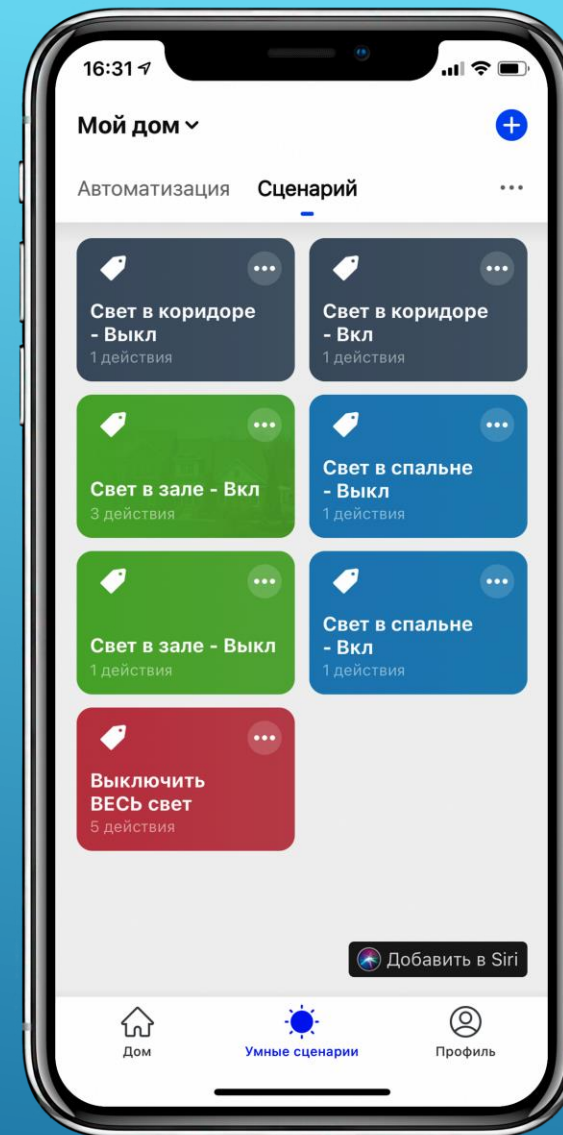 16:31
Мой дом
Автоматизация Сценарий
Свет в коридоре
- Выкл
1 действия
Свет в коридоре
- Вкл
1 действия
Свет в зале - Вкл
3 действия
Свет в спальне
- Выкл
1 действия
Свет в зале - Выкл
1 действия
Свет в спальне
- Вкл
1 действия
Выключить
ВЕСЬ свет
5 действия
Добавить в Siri
Дом
Умные сценарии
Профиль